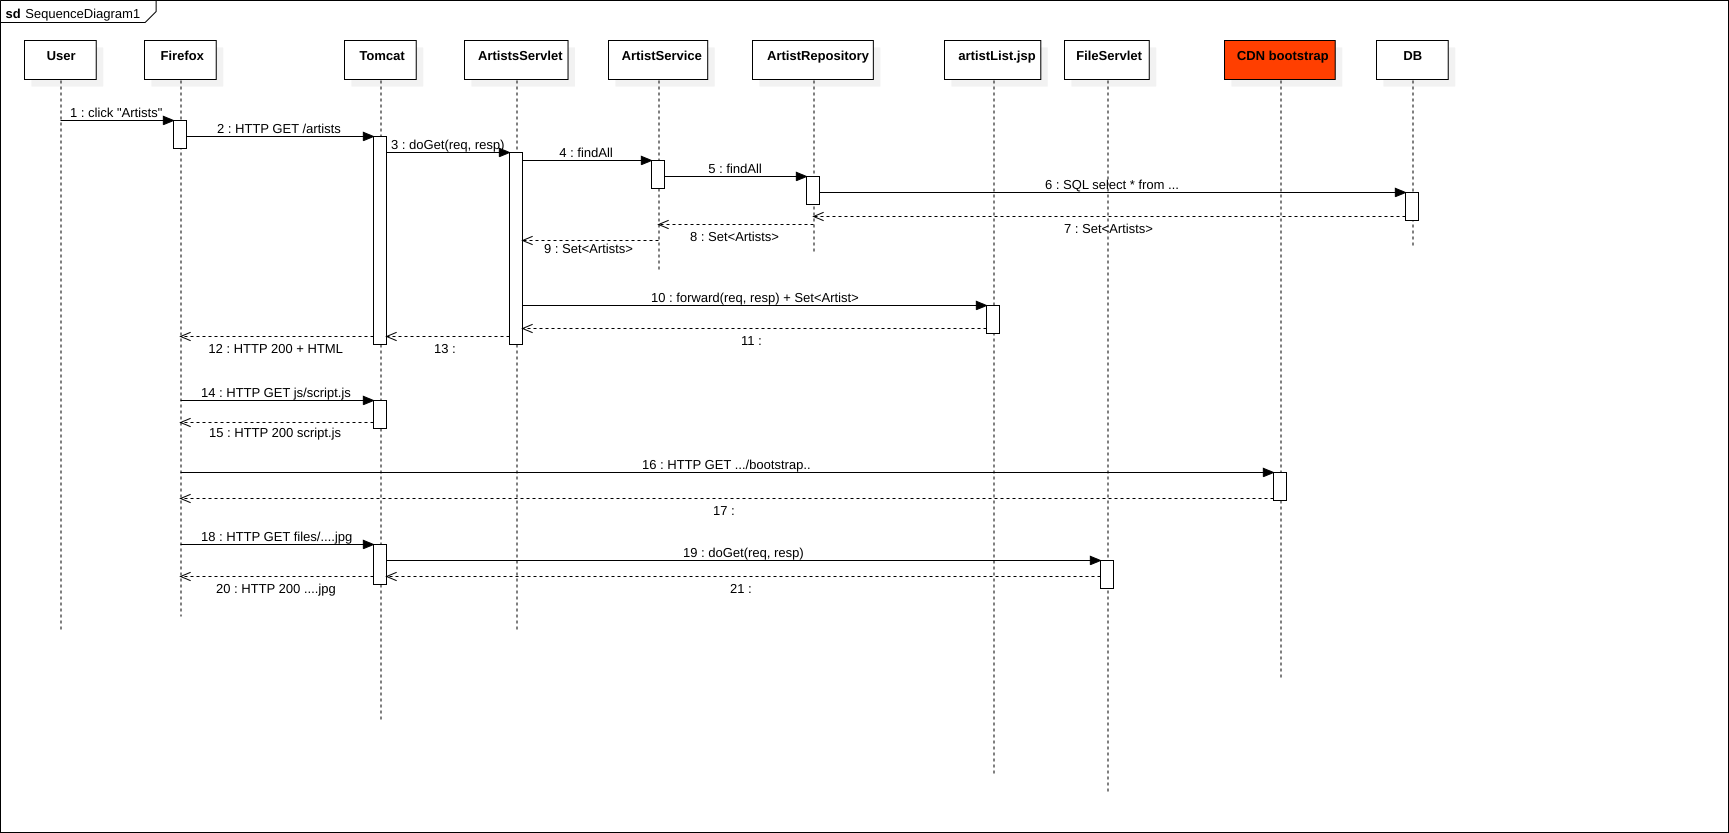 sd SequenceDiagram1
User
Firefox
Tomcat
ArtistsServlet
ArtistService
ArtistRepository
artistList.jsp
FileServlet
CDN bootstrap
DB
1 : click "Artists"
2 : HTTP GET /artists
3 : doGet(req, resp)
4 : findAll
5 : findAll
6 : SQL select * from ...
7 : Set<Artists>
8 : Set<Artists>
9 : Set<Artists>
10 : forward(req, resp) + Set<Artist>
11 :
12 : HTTP 200 + HTML
13 :
14 : HTTP GET js/script.js
15 : HTTP 200 script.js
16 : HTTP GET .../bootstrap..
17 :
18 : HTTP GET files/....jpg
19 : doGet(req, resp)
20 : HTTP 200 ....jpg
21 :